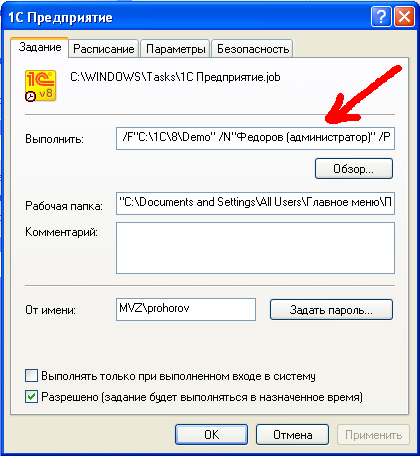 1С Предприятие
Задание Расписание Параметры Безопасность
1С v8
C:\WINDOWS\Tasks\1С Предприятие.job
Выполнить: /F"C:\1C\8\Demo" /N"Федоров (администратор)" /P
Обзор...
Рабочая папка: "C:\Documents and Settings\All Users\Главное меню\П
Комментарий:
От имени: MVZ\prohorov Задать пароль...
Выполнять только при выполненном входе в систему
Разрешено (задание будет выполняться в назначенное время)
OK Отмена Применить